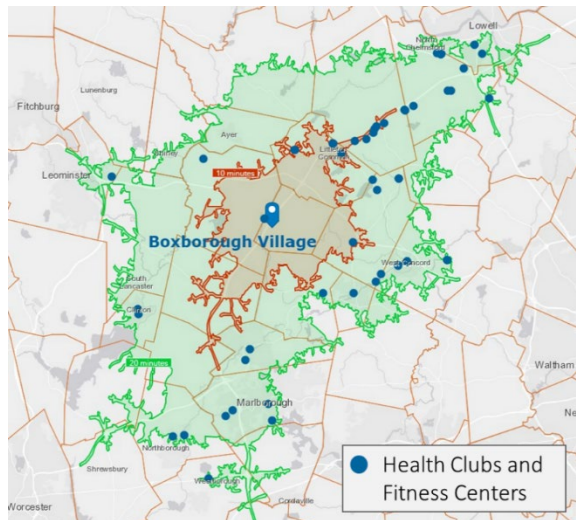 Lowell
North
Chelmsford
Lunenburg
Fitchburg
Ayer
Shirley
Littleton
Common
Leominster
10 minutes
Boxborough Village
West Concord
South
Lancaster
Clinton
20 minutes
Waltham
Marlborough
Ne
Northborough
Shrewsbury
Westborough
Cordaville
Worcester
Health Clubs and
Fitness Centers